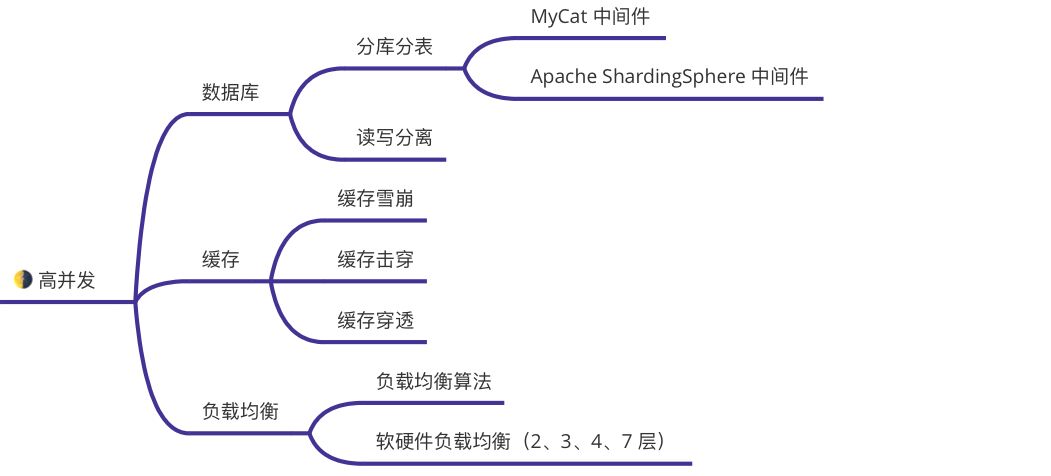 MyCat 中间件
分库分表
Apache ShardingSphere 中间件
数据库
读写分离
缓存雪崩
缓存
缓存击穿
高并发
缓存穿透
负载均衡算法
负载均衡
软硬件负载均衡（2、3、4、7 层）